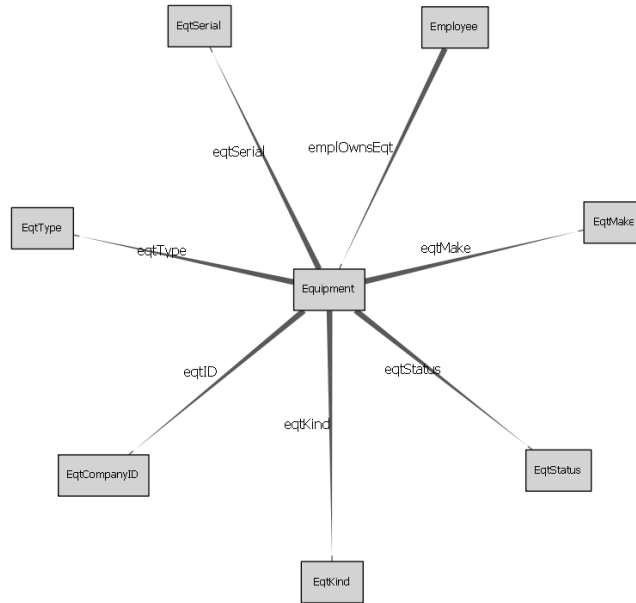 EqtSerial
Employee
eqtSerial
emplOwnsEqt
EqtType
EqtMake
eqtType
eqtMake
Equipment
eqtID
eqtStatus
eqtKind
EqtCompanyID
EqtStatus
EqtKind